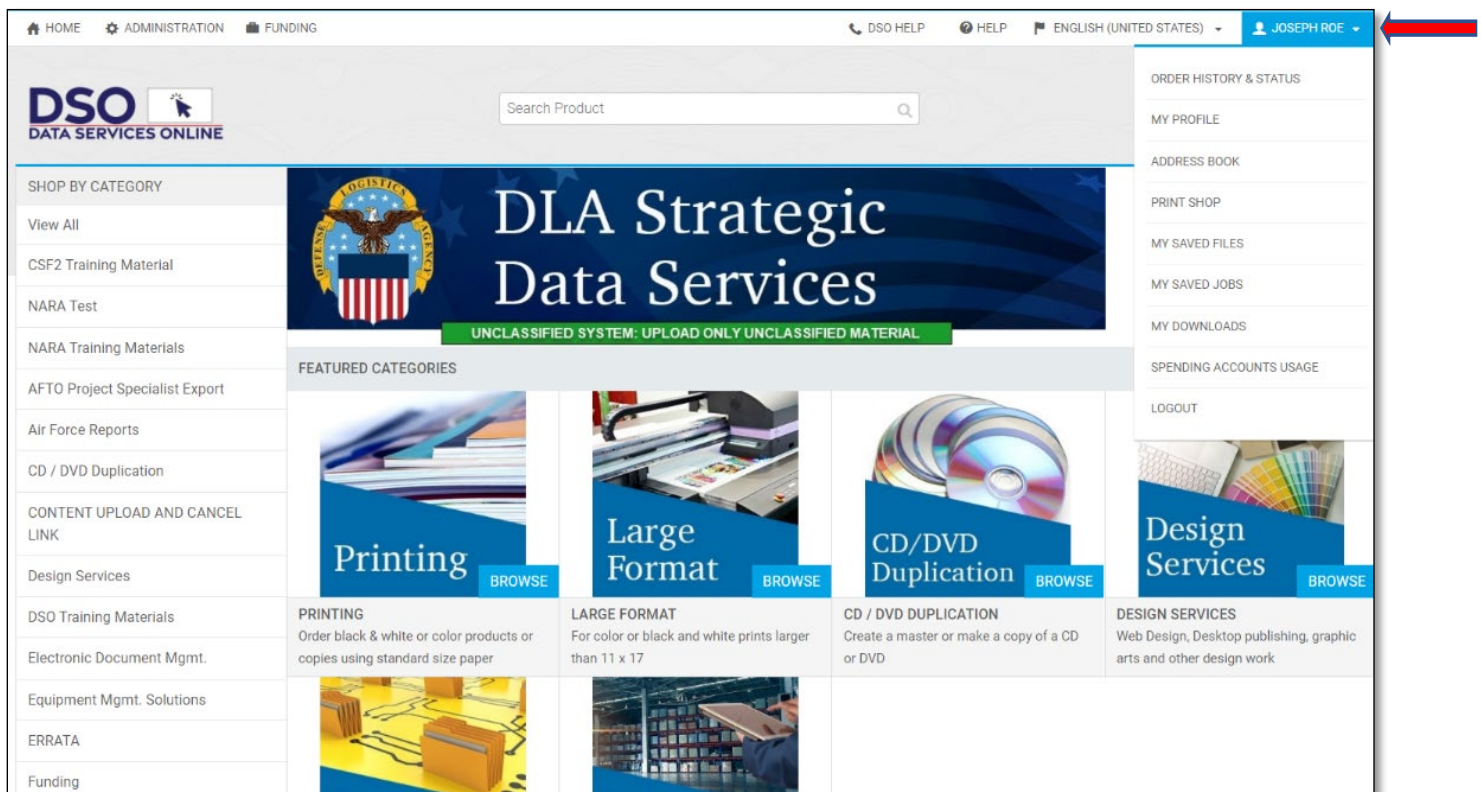 HOME ADMINISTRATION FUNDING DSO HELP HELP ENGLISH (UNITED STATES) JOSEPH ROE
DSO
DATA SERVICES ONLINE
Search Product
ORDER HISTORY & STATUS
MY PROFILE
ADDRESS BOOK
PRINT SHOP
MY SAVED FILES
MY SAVED JOBS
MY DOWNLOADS
SPENDING ACCOUNTS USAGE
LOGOUT
SHOP BY CATEGORY
View All
CSF2 Training Material
NARA Test
NARA Training Materials
AFTO Project Specialist Export
Air Force Reports
CD / DVD Duplication
CONTENT UPLOAD AND CANCEL
LINK
Design Services
DSO Training Materials
Electronic Document Mgmt.
Equipment Mgmt. Solutions
ERRATA
Funding
DEFENSE LOGISTICS AGENCY
DLA Strategic
Data Services
UNCLASSIFIED SYSTEM: UPLOAD ONLY UNCLASSIFIED MATERIAL
FEATURED CATEGORIES
Printing
BROWSE
PRINTING
Order black & white or color products or
copies using standard size paper
Large
Format
BROWSE
LARGE FORMAT
For color or black and white prints larger
than 11 x 17
CD/DVD
Duplication
BROWSE
CD / DVD DUPLICATION
Create a master or make a copy of a CD
or DVD
Design
Services
BROWSE
DESIGN SERVICES
Web Design, Desktop publishing, graphic
arts and other design work